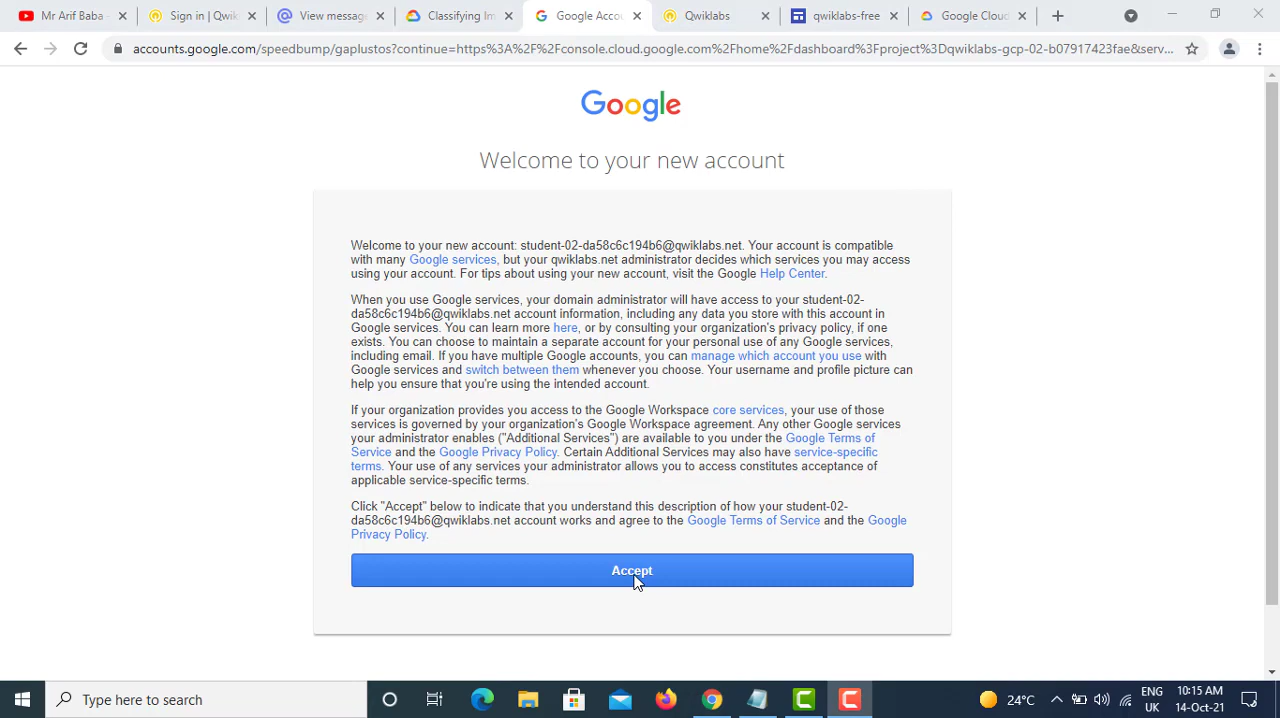 Mr Arif Baba -
Sign in | Qwik
View message
Classifying Im
Google Acco
Qwiklabs
qwiklabs-free
Google Cloud
accounts.google.com/speedbump/gaplustos?continue=https%3A%2F%2Fconsole.cloud.google.com%2Fhome%2Fdashboard%3Fproject%3Dqwiklabs-gcp-02-b07917423fae&serv...
Google
Welcome to your new account
Welcome to your new account: student-02-da58c6c194b6@qwiklabs.net. Your account is compatible
with many Google services, but your qwiklabs.net administrator decides which services you may access
using your account. For tips about using your new account, visit the Google Help Center.
When you use Google services, your domain administrator will have access to your student-02-
da58c6c194b6@qwiklabs.net account information, including any data you store with this account in
Google services. You can learn more here, or by consulting your organization's privacy policy, if one
exists. You can choose to maintain a separate account for your personal use of any Google services,
including email. If you have multiple Google accounts, you can manage which account you use with
Google services and switch between them whenever you choose. Your username and profile picture can
help you ensure that you're using the intended account.
If your organization provides you access to the Google Workspace core services, your use of those
services is governed by your organization's Google Workspace agreement. Any other Google services
your administrator enables ("Additional Services") are available to you under the Google Terms of
Service and the Google Privacy Policy. Certain Additional Services may also have service-specific
terms. Your use of any services your administrator allows you to access constitutes acceptance of
applicable service-specific terms.
Click "Accept" below to indicate that you understand this description of how your student-02-
da58c6c194b6@qwiklabs.net account works and agree to the Google Terms of Service and the Google
Privacy Policy.
Accept
Type here to search
24°C
ENG
UK
10:15 AM
14-Oct-21